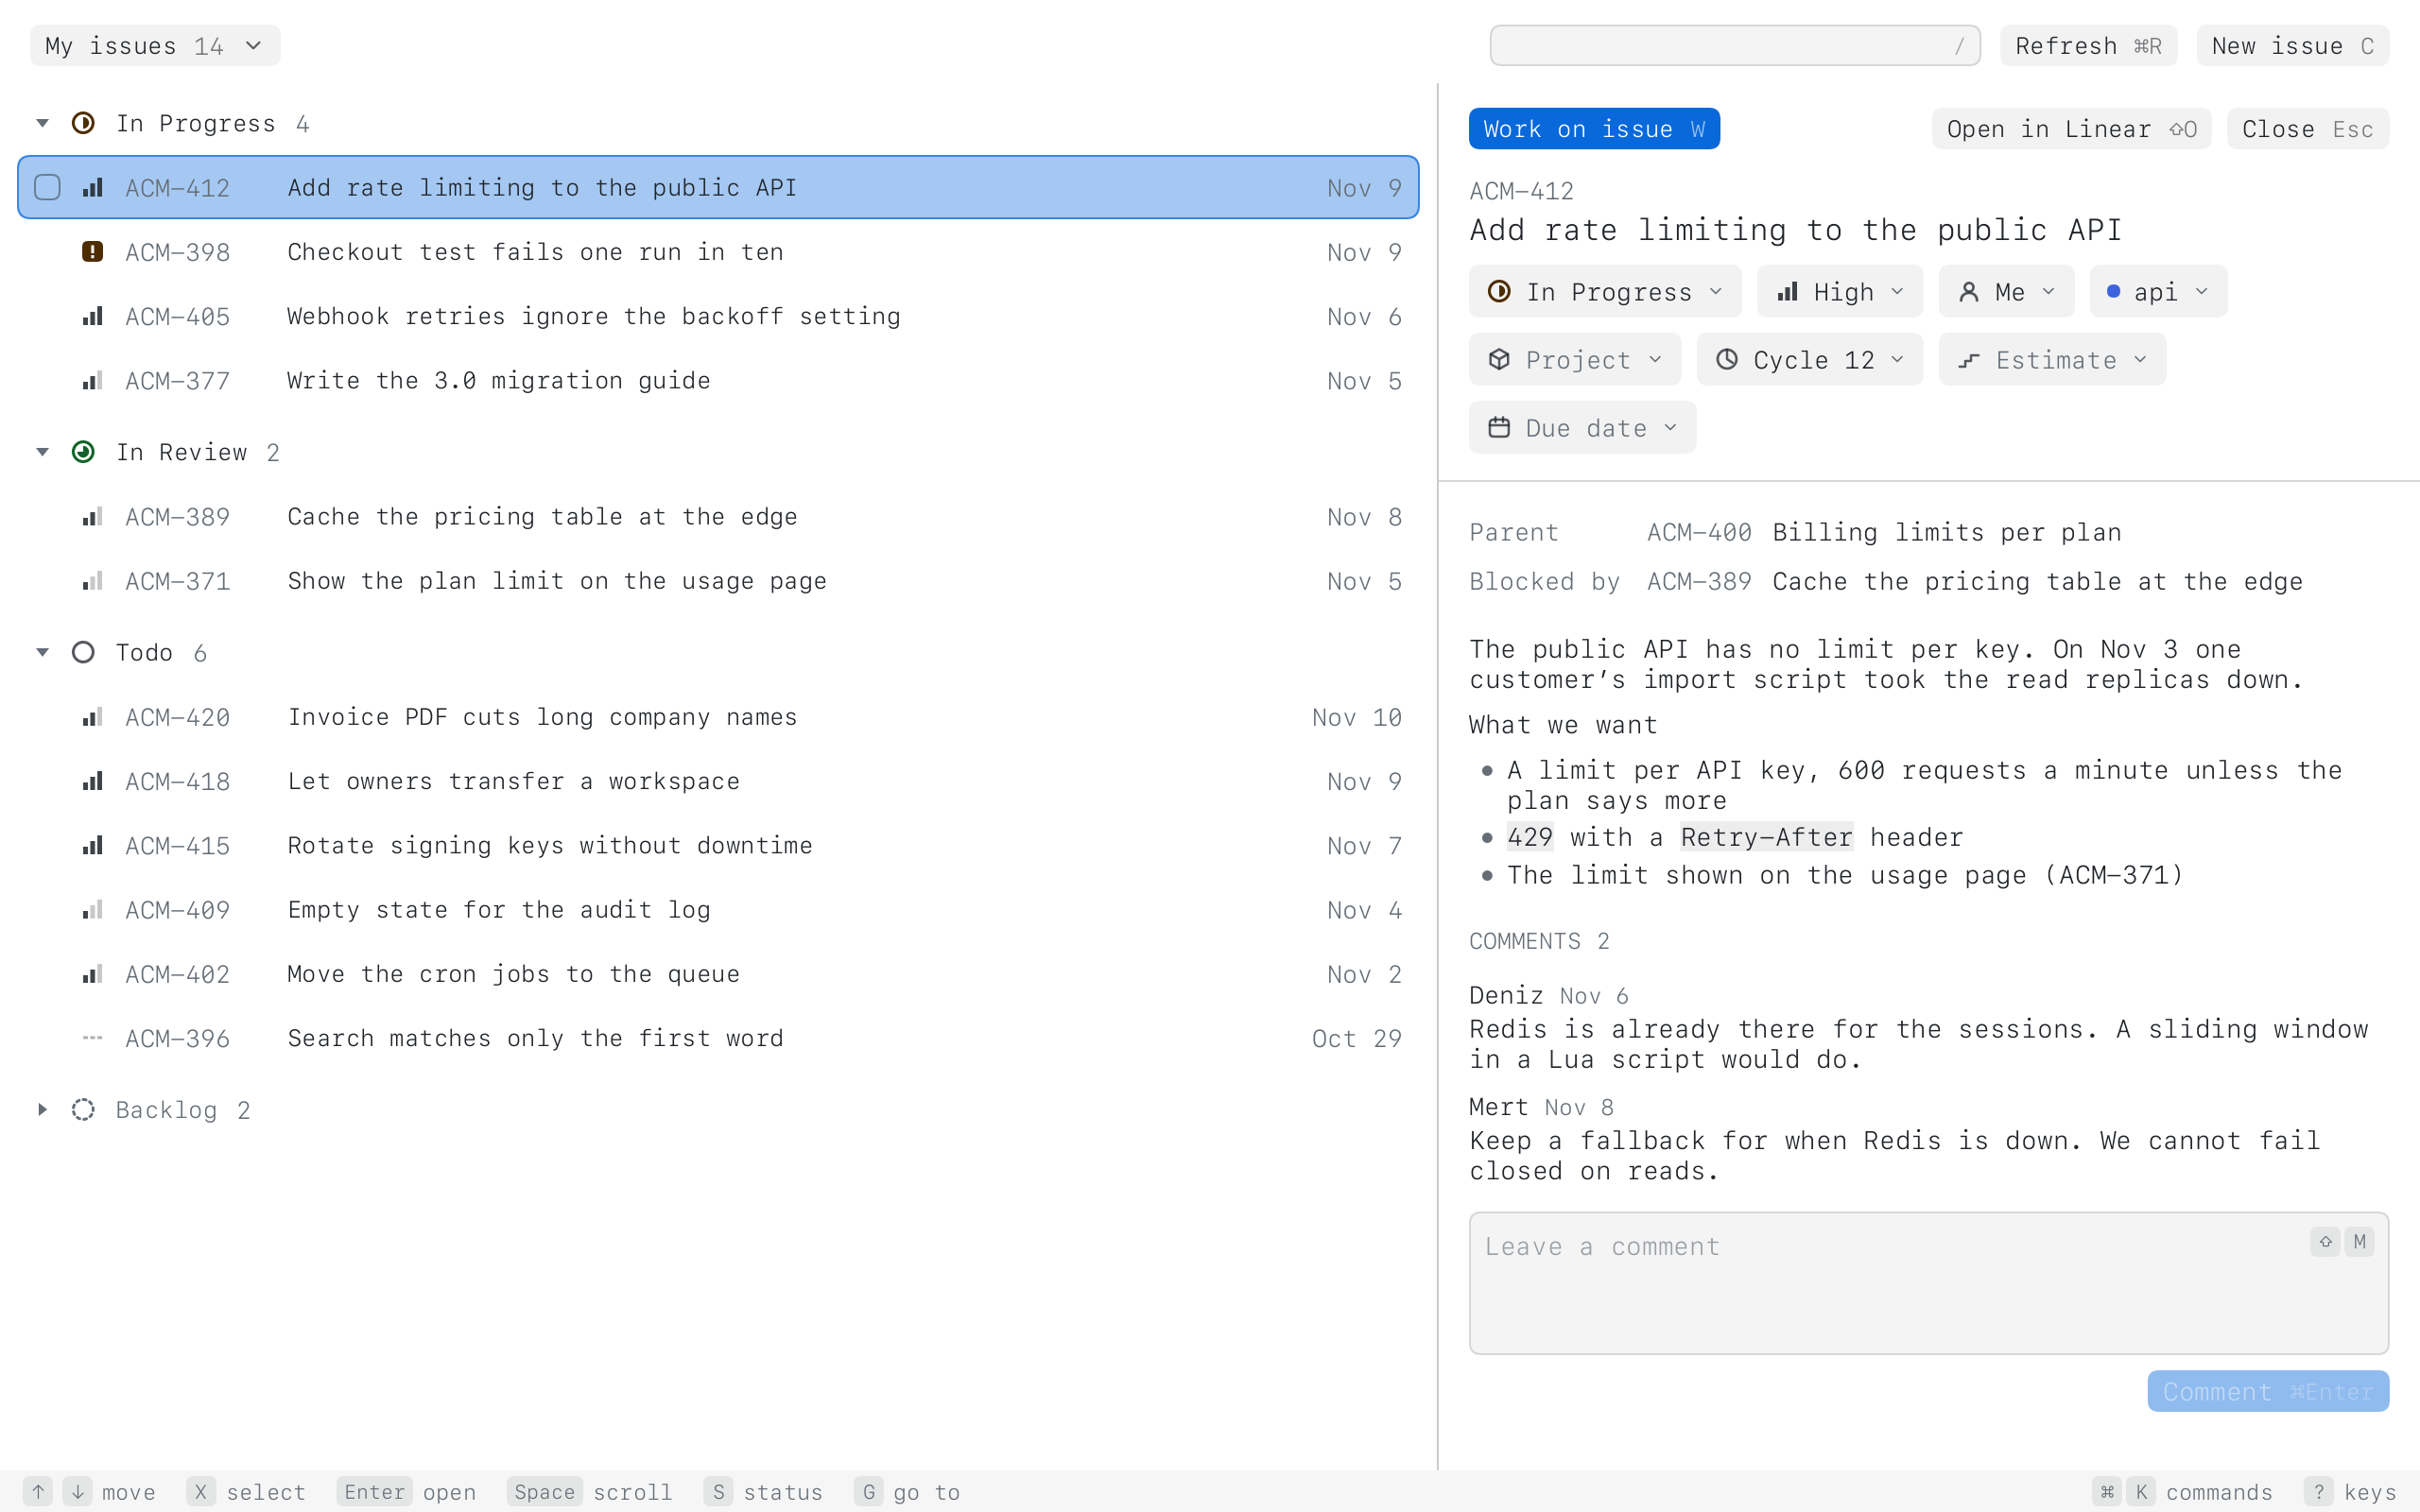 My issues 14
/
Refresh ⌘R
New issue C
In Progress 4
ACM-412 Add rate limiting to the public API Nov 9
ACM-398 Checkout test fails one run in ten Nov 9
ACM-405 Webhook retries ignore the backoff setting Nov 6
ACM-377 Write the 3.0 migration guide Nov 5
In Review 2
ACM-389 Cache the pricing table at the edge Nov 8
ACM-371 Show the plan limit on the usage page Nov 5
Todo 6
ACM-420 Invoice PDF cuts long company names Nov 10
ACM-418 Let owners transfer a workspace Nov 9
ACM-415 Rotate signing keys without downtime Nov 7
ACM-409 Empty state for the audit log Nov 4
ACM-402 Move the cron jobs to the queue Nov 2
ACM-396 Search matches only the first word Oct 29
Backlog 2
Work on issue W
Open in Linear ⇧O
Close Esc
ACM-412
Add rate limiting to the public API
In Progress High Me api
Project Cycle 12 Estimate
Due date
Parent ACM-400 Billing limits per plan
Blocked by ACM-389 Cache the pricing table at the edge
The public API has no limit per key. On Nov 3 one
customer’s import script took the read replicas down.
What we want
• A limit per API key, 600 requests a minute unless the
plan says more
• 429 with a Retry-After header
• The limit shown on the usage page (ACM-371)
COMMENTS 2
Deniz Nov 6
Redis is already there for the sessions. A sliding window
in a Lua script would do.
Mert Nov 8
Keep a fallback for when Redis is down. We cannot fail
closed on reads.
Leave a comment ⇧ M
Comment ⌘Enter
↑ ↓ move X select Enter open Space scroll S status G go to
⌘ K commands ? keys